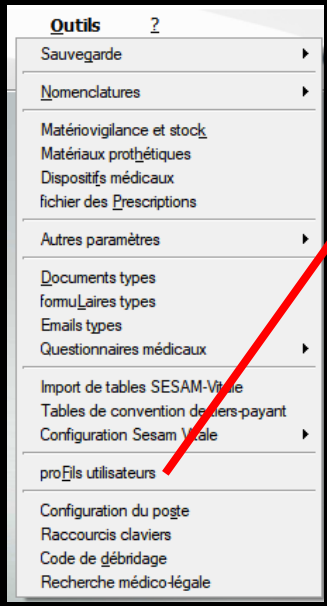 Outils ?
Sauvegarde
Nomenclatures
Matériovigilance et stock
Matériaux prothétiques
Dispositifs médicaux
fichier des Prescriptions
Autres paramètres
Documents types
formuLaires types
Emails types
Questionnaires médicaux
Import de tables SESAM-Vitale
Tables de convention de tiers-payant
Configuration Sesam Vitale
proFils utilisateurs
Configuration du poste
Raccourcis claviers
Code de débridage
Recherche médico-légale